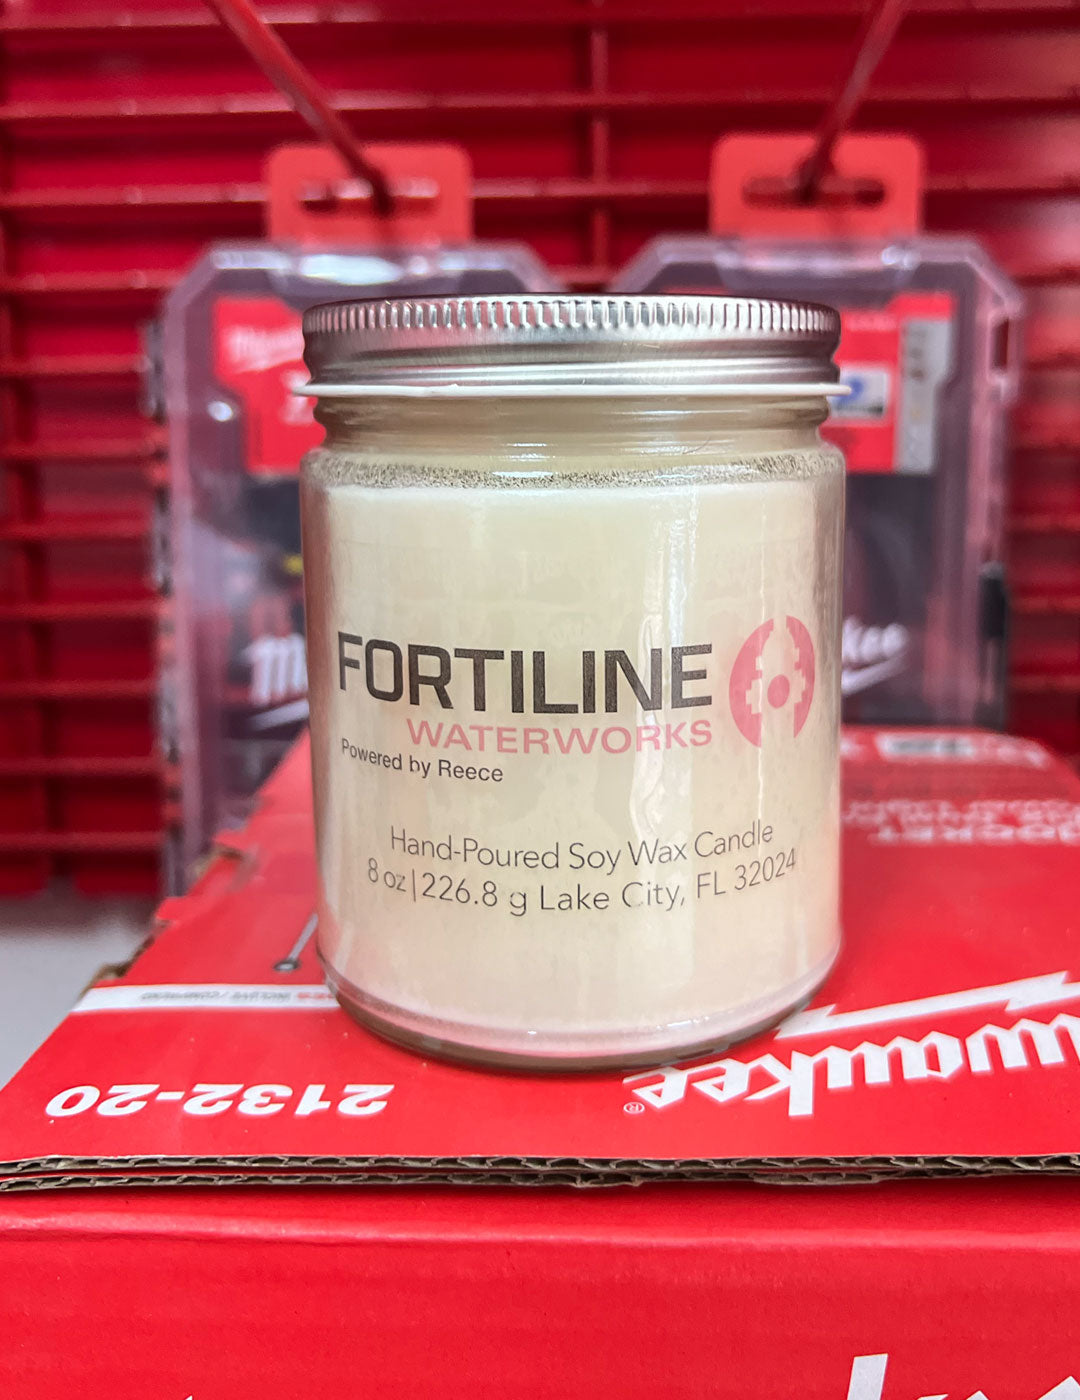 FORTILINE
WATERWORKS
Powered by Reece
Hand-Poured Soy Wax Candle
8 oz|226.8 g Lake City, FL 32024
2132-20
waukee®